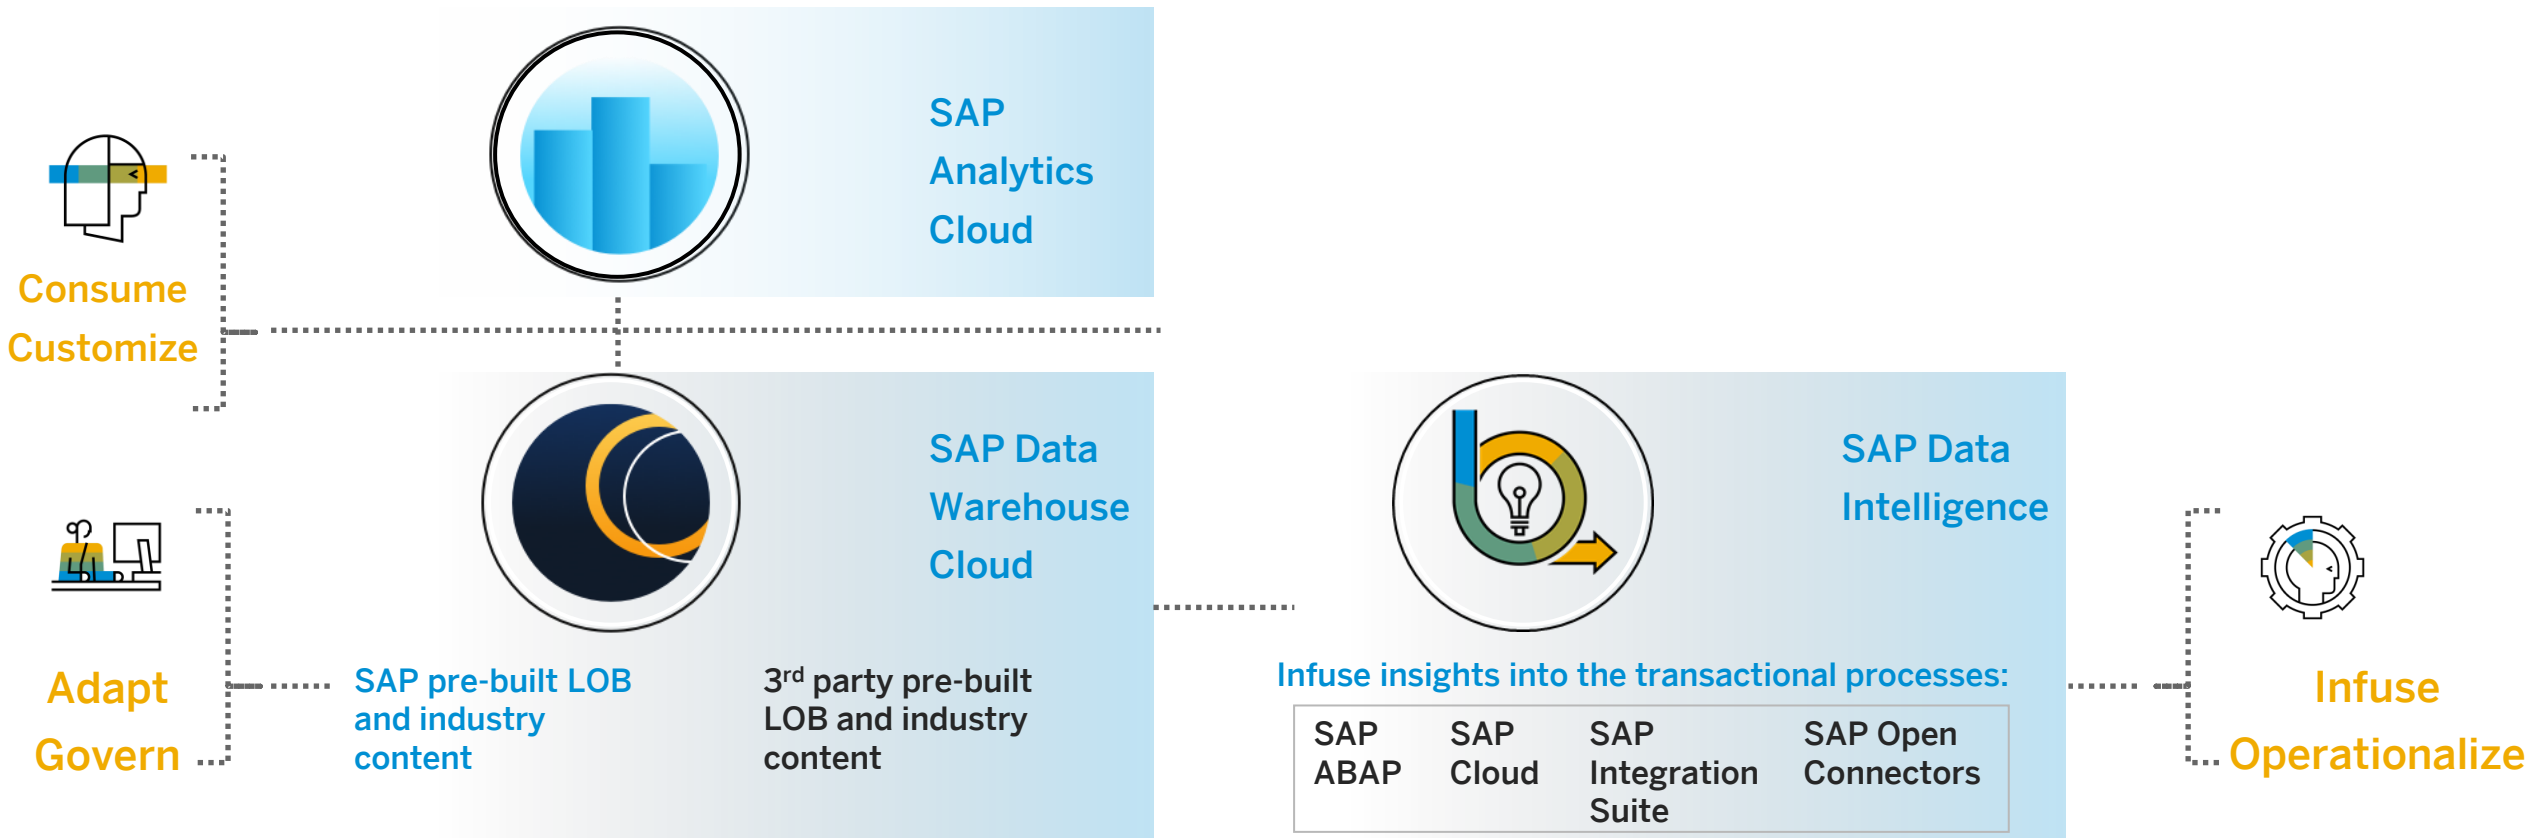 SAP
Analytics
Cloud
Consume
Customize
SAP Data
Warehouse
Cloud
SAP Data
Intelligence
Adapt
Govern
SAP pre-built LOB
and industry
content
3rd party pre-built
LOB and industry
content
Infuse insights into the transactional processes:
SAP
ABAP
SAP
Cloud
SAP
Integration
Suite
SAP Open
Connectors
Infuse
Operationalize